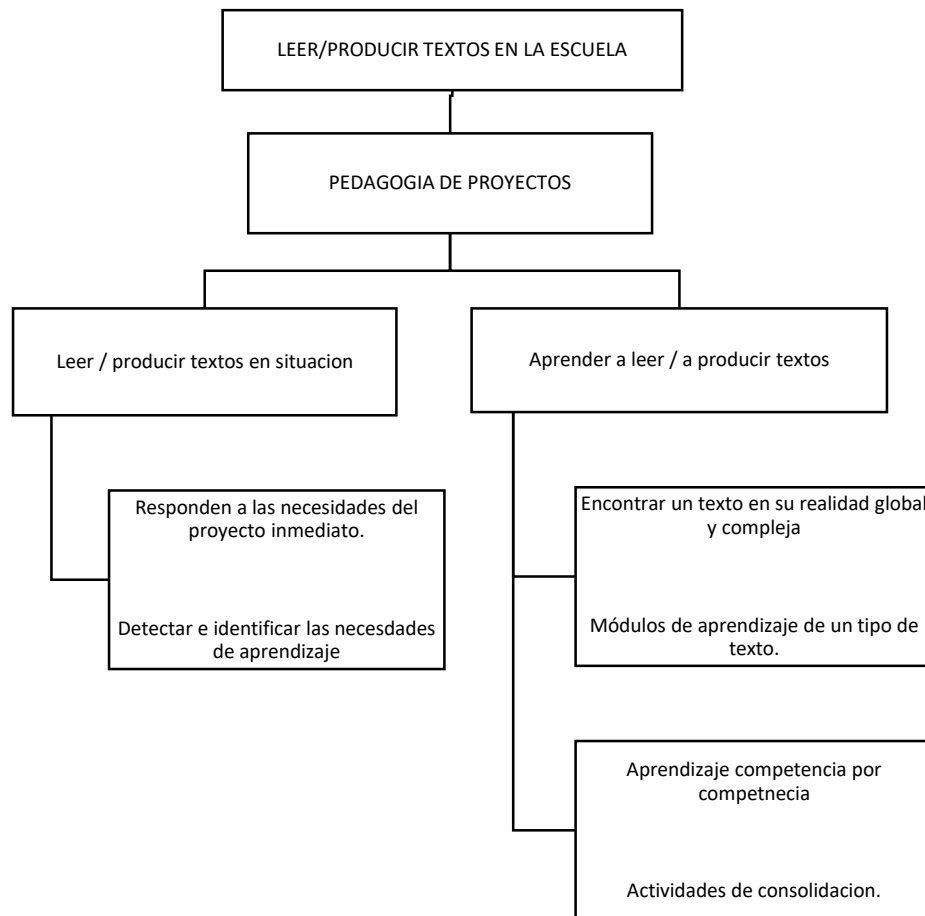 LEER/PRODUCIR TEXTOS EN LA ESCUELA
PEDAGOGIA DE PROYECTOS
Leer / producir textos en situacion
Aprender a leer / a producir textos
Responden a las necesidades del
proyecto inmediato.
Detectar e identificar las necesdades
de aprendizaje
Encontrar un texto en su realidad global
y compleja
Módulos de aprendizaje de un tipo de
texto.
Aprendizaje competencia por
competnecia
Actividades de consolidacion.